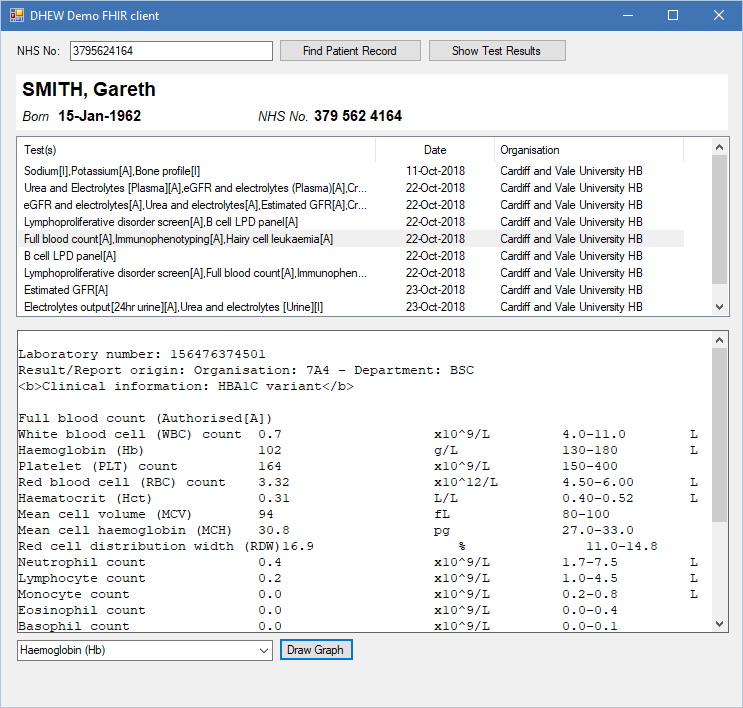 DHEW Demo FHIR client
NHS No: 3795624164 Find Patient Record Show Test Results
SMITH, Gareth
Born 15-Jan-1962 NHS No. 379 562 4164
Test(s) Date Organisation
Sodium[I],Potassium[A],Bone profile[I] 11-Oct-2018 Cardiff and Vale University HB
Urea and Electrolytes [Plasma][A],eGFR and electrolytes (Plasma)[A],Cr... 22-Oct-2018 Cardiff and Vale University HB
eGFR and electrolytes[A],Urea and electrolytes[A],Estimated GFR[A],Cr... 22-Oct-2018 Cardiff and Vale University HB
Lymphoproliferative disorder screen[A],B cell LPD panel[A] 22-Oct-2018 Cardiff and Vale University HB
Full blood count[A],Immunophenotyping[A],Hairy cell leukaemia[A] 22-Oct-2018 Cardiff and Vale University HB
B cell LPD panel[A] 22-Oct-2018 Cardiff and Vale University HB
Lymphoproliferative disorder screen[A],Full blood count[A],Immunophen... 22-Oct-2018 Cardiff and Vale University HB
Estimated GFR[A] 23-Oct-2018 Cardiff and Vale University HB
Electrolytes output[24hr urine][A],Urea and electrolytes [Urine][I] 23-Oct-2018 Cardiff and Vale University HB
Laboratory number: 156476374501
Result/Report origin: Organisation: 7A4 - Department: BSC
<b>Clinical information: HBA1C variant</b>
Full blood count (Authorised[A])
White blood cell (WBC) count 0.7 x10^9/L 4.0-11.0 L
Haemoglobin (Hb) 102 g/L 130-180 L
Platelet (PLT) count 164 x10^9/L 150-400
Red blood cell (RBC) count 3.32 x10^12/L 4.50-6.00 L
Haematocrit (Hct) 0.31 L/L 0.40-0.52 L
Mean cell volume (MCV) 94 fL 80-100
Mean cell haemoglobin (MCH) 30.8 pg 27.0-33.0
Red cell distribution width (RDW)16.9 % 11.0-14.8
Neutrophil count 0.4 x10^9/L 1.7-7.5 L
Lymphocyte count 0.2 x10^9/L 1.0-4.5 L
Monocyte count 0.0 x10^9/L 0.2-0.8 L
Eosinophil count 0.0 x10^9/L 0.0-0.4
Basophil count 0.0 x10^9/L 0.0-0.1
Haemoglobin (Hb) Draw Graph